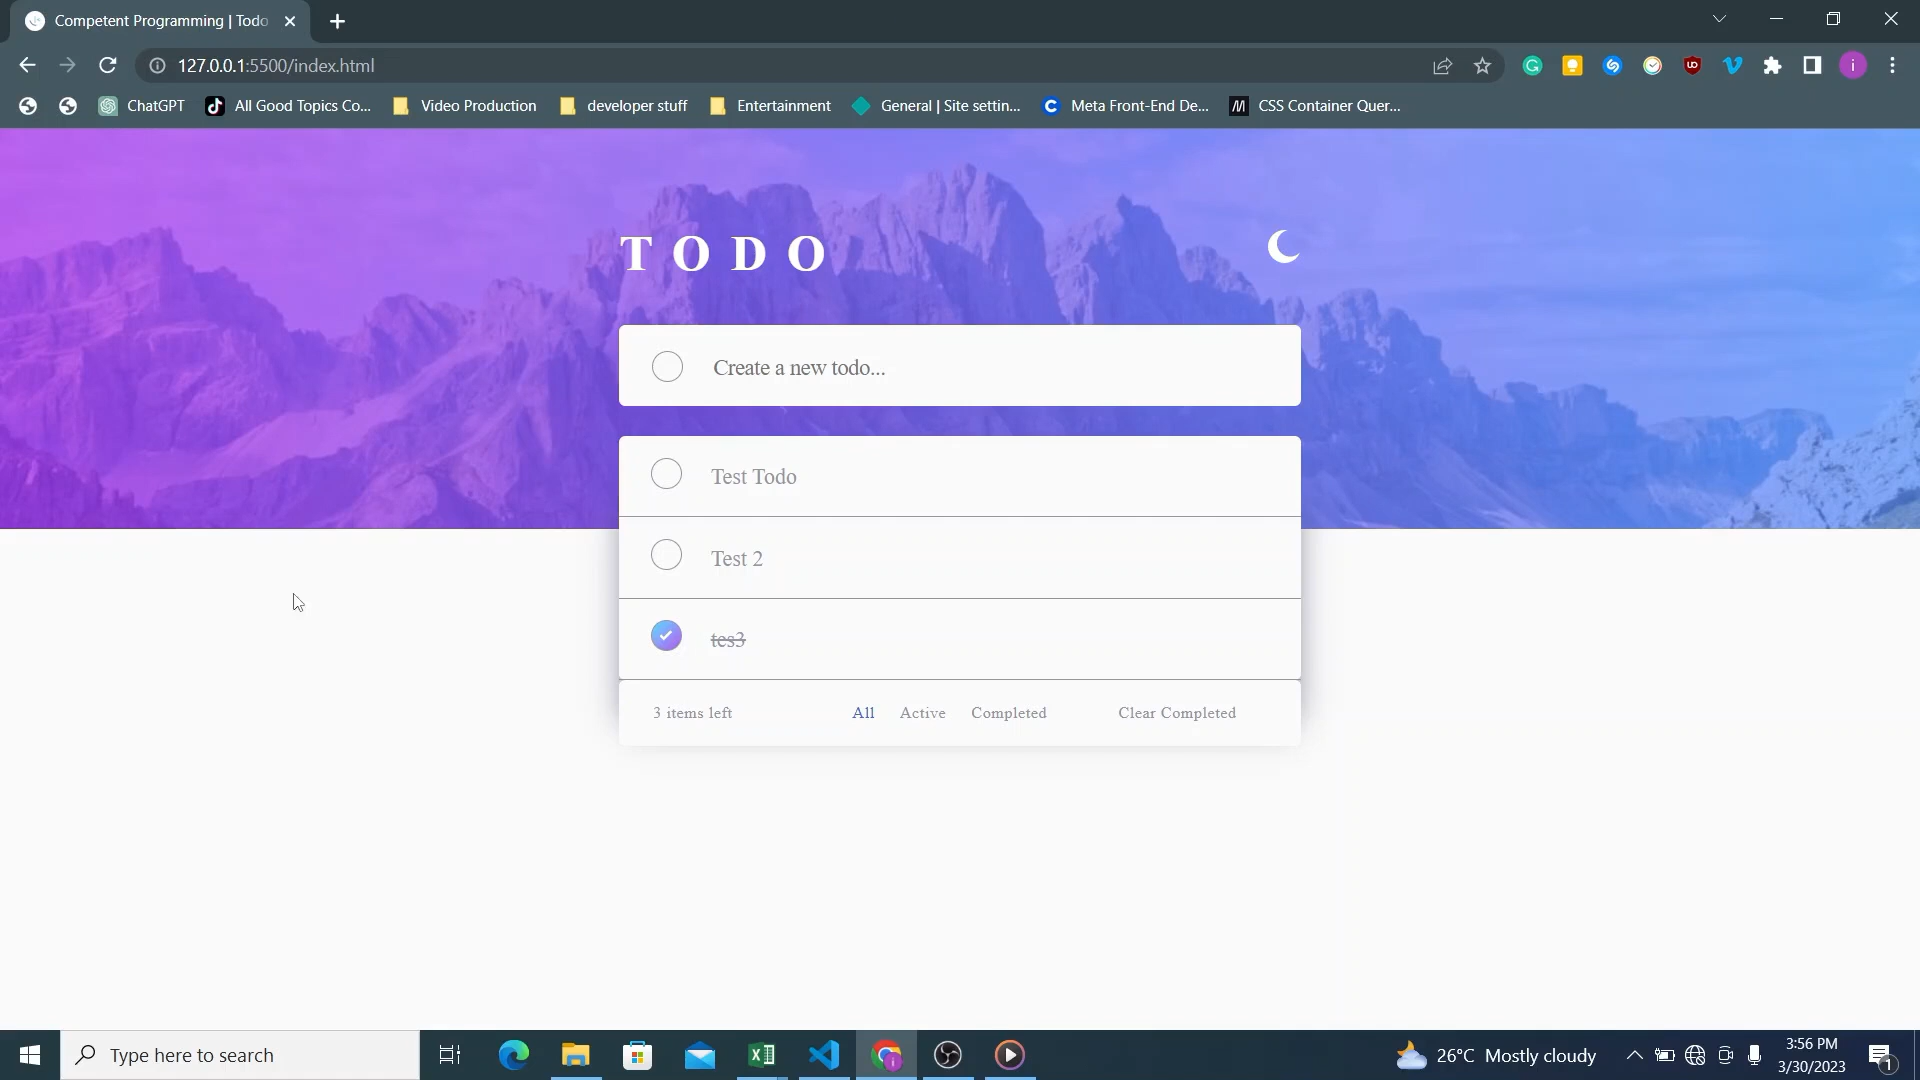 Competent Programming | Todo
127.0.0.1:5500/index.html
ChatGPT
All Good Topics Co...
Video Production
developer stuff
Entertainment
General | Site settin...
Meta Front-End De...
CSS Container Quer...
TODO
Create a new todo...
Test Todo
Test 2
tes3
3 items left
All
Active
Completed
Clear Completed
Type here to search
26°C Mostly cloudy
3:56 PM
3/30/2023
1